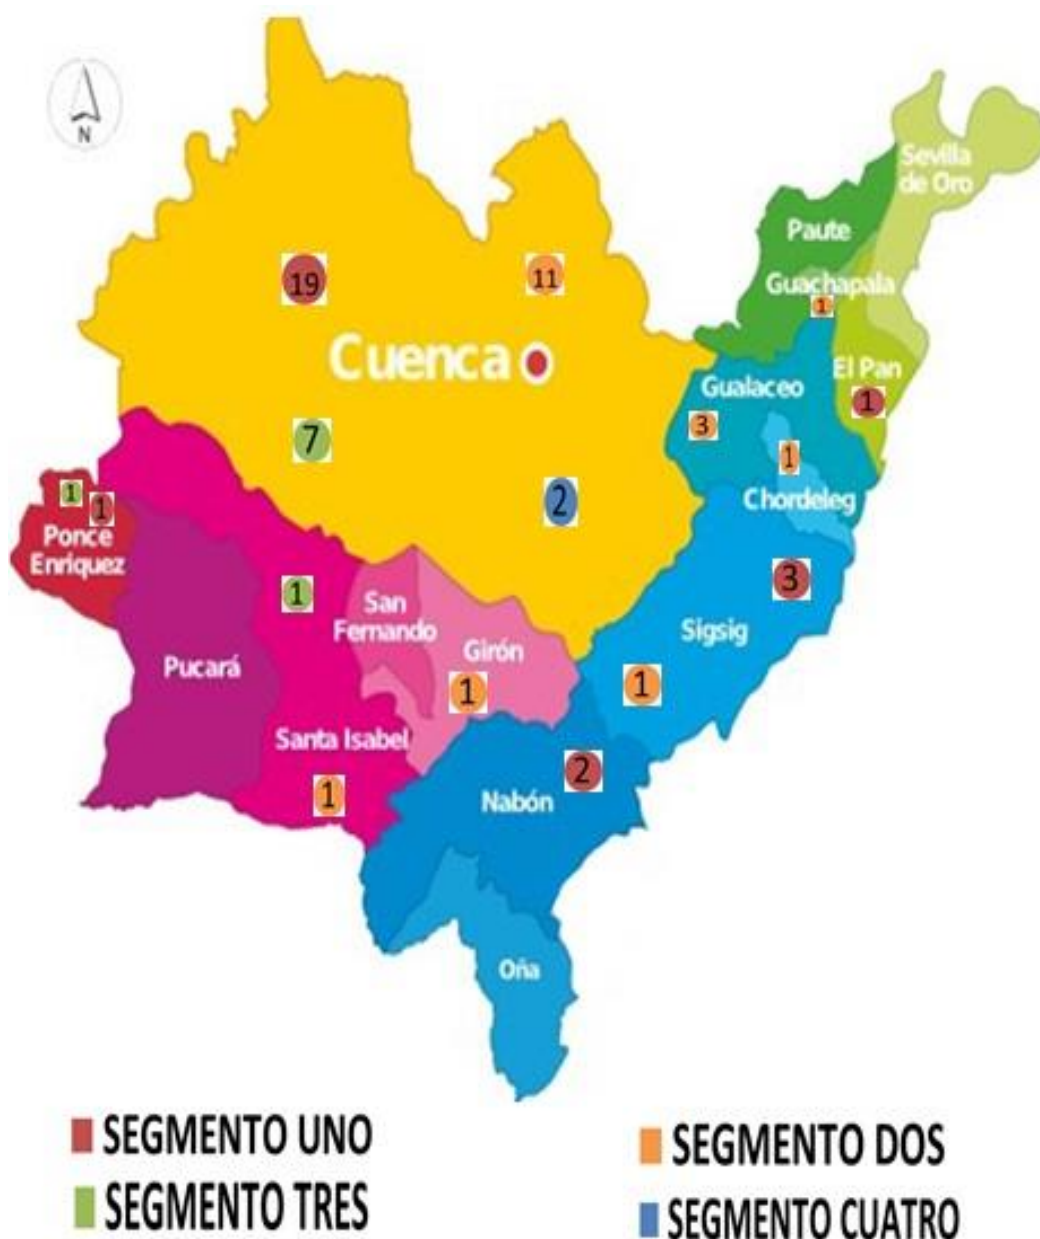 N
Sevilla
de Oro
Paute
Guachapala
1
19
11
Cuenca
El Pan
1
Gualaceo
3
7
1
Chordeleg
2
1
1
Ponce
Enriquez
3
1
San
Fernando
Sigsig
Girón
Pucará
1
1
Santa Isabel
2
1
Nabón
Oña
SEGMENTO UNO
SEGMENTO DOS
SEGMENTO TRES
SEGMENTO CUATRO